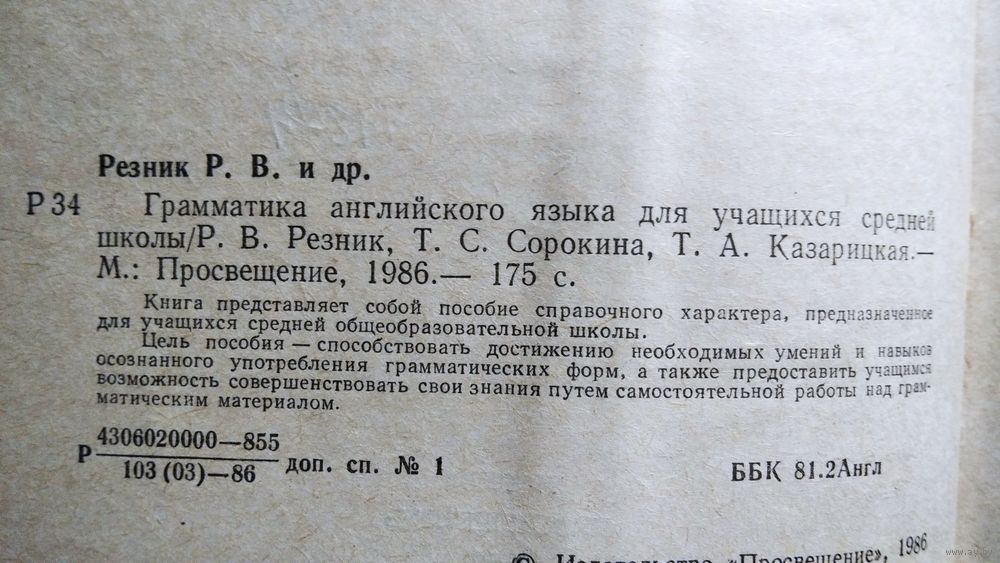 Резник Р. В. и др.
Р 34 Грамматика английского языка для учащихся средней
школы/Р. В. Резник, Т. С. Сорокина, Т. А. Казарицкая.—
М.: Просвещение, 1986.— 175 с.
Книга представляет собой пособие справочного характера, предназначенное
для учащихся средней общеобразовательной школы.
Цель пособия — способствовать достижению необходимых умений и навыков
осознанного употребления грамматических форм, а также предоставить учащимся
возможность совершенствовать свои знания путем самостоятельной работы над грам-
матическим материалом.
Р 4306020000—855
103 (03)—86 доп. сп. № 1 ББК 81.2Англ
© Издательство «Просвещение», 1986